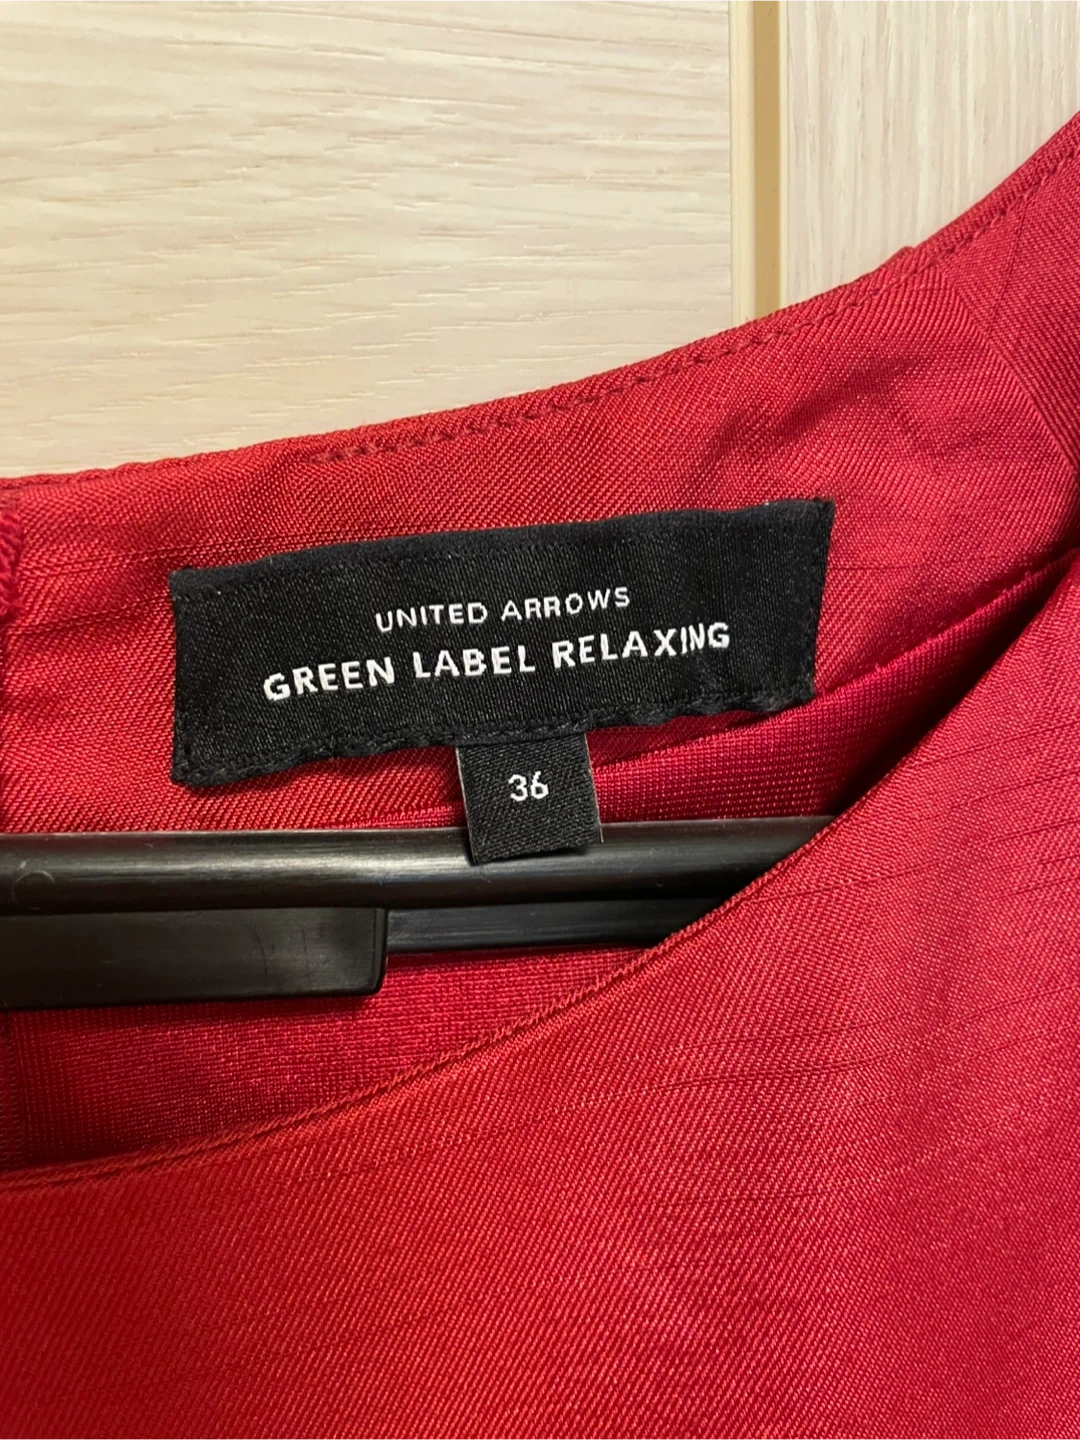 UNITED ARROWS
GREEN LABEL RELAXING
36